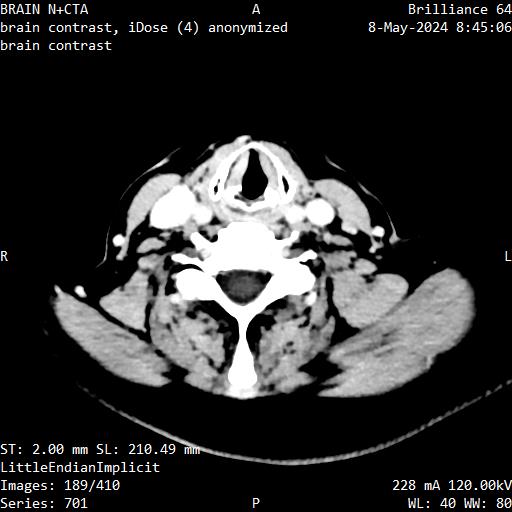 BRAIN N+CTA
A
Brilliance 64
brain contrast, iDose (4) anonymized
8-May-2024 8:45:06
brain contrast
R
L
ST: 2.00 mm SL: 210.49 mm
LittleEndianImplicit
Images: 189/410
228 mA 120.00kV
Series: 701
P
WL: 40 WW: 80